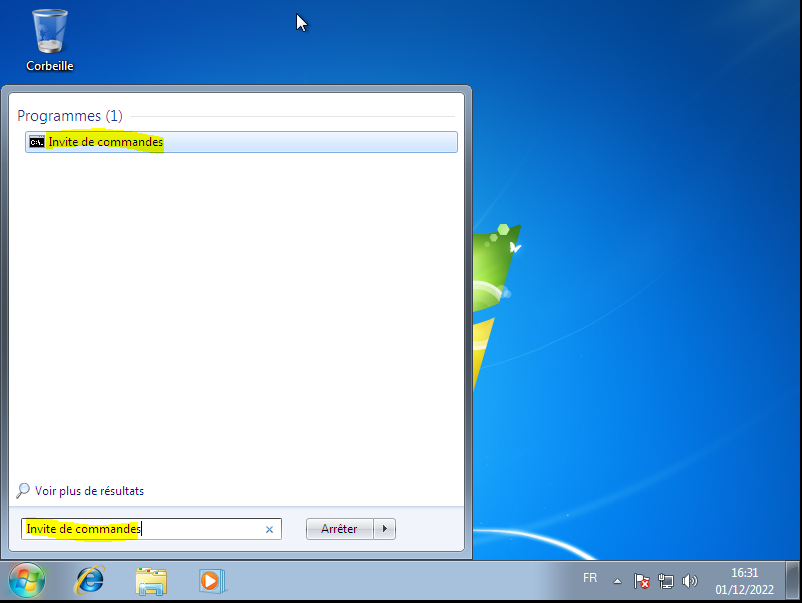 Corbeille
Programmes (1)
C:\.
Invite de commandes
Voir plus de résultats
Invite de commandes
Arrêter
FR
16:31
01/12/2022